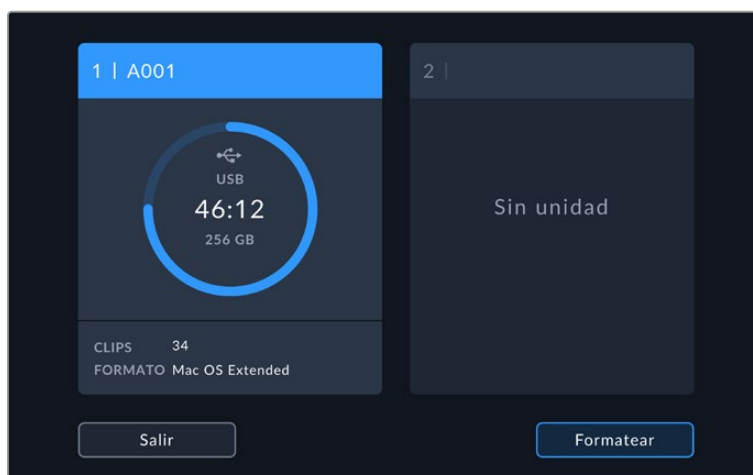 1 | A001
USB
46:12
256 GB
CLIPS 34
FORMATO Mac OS Extended
2 |
Sin unidad
Salir
Formatear